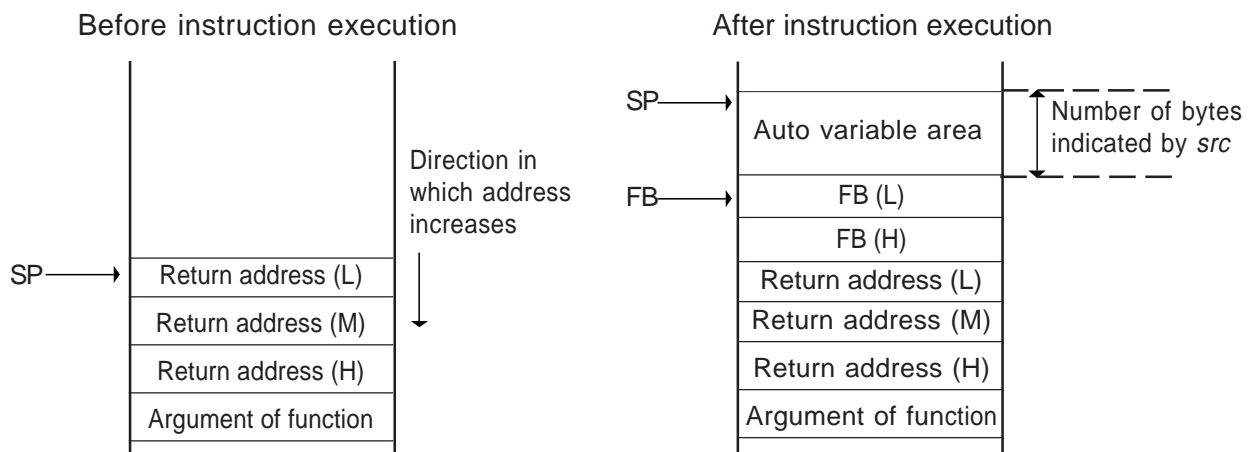 Before instruction execution
Direction in
which address
increases
SP
Return address (L)
Return address (M)
Return address (H)
Argument of function
After instruction execution
SP
Auto variable area
Number of bytes
indicated by src
FB
FB (L)
FB (H)
Return address (L)
Return address (M)
Return address (H)
Argument of function